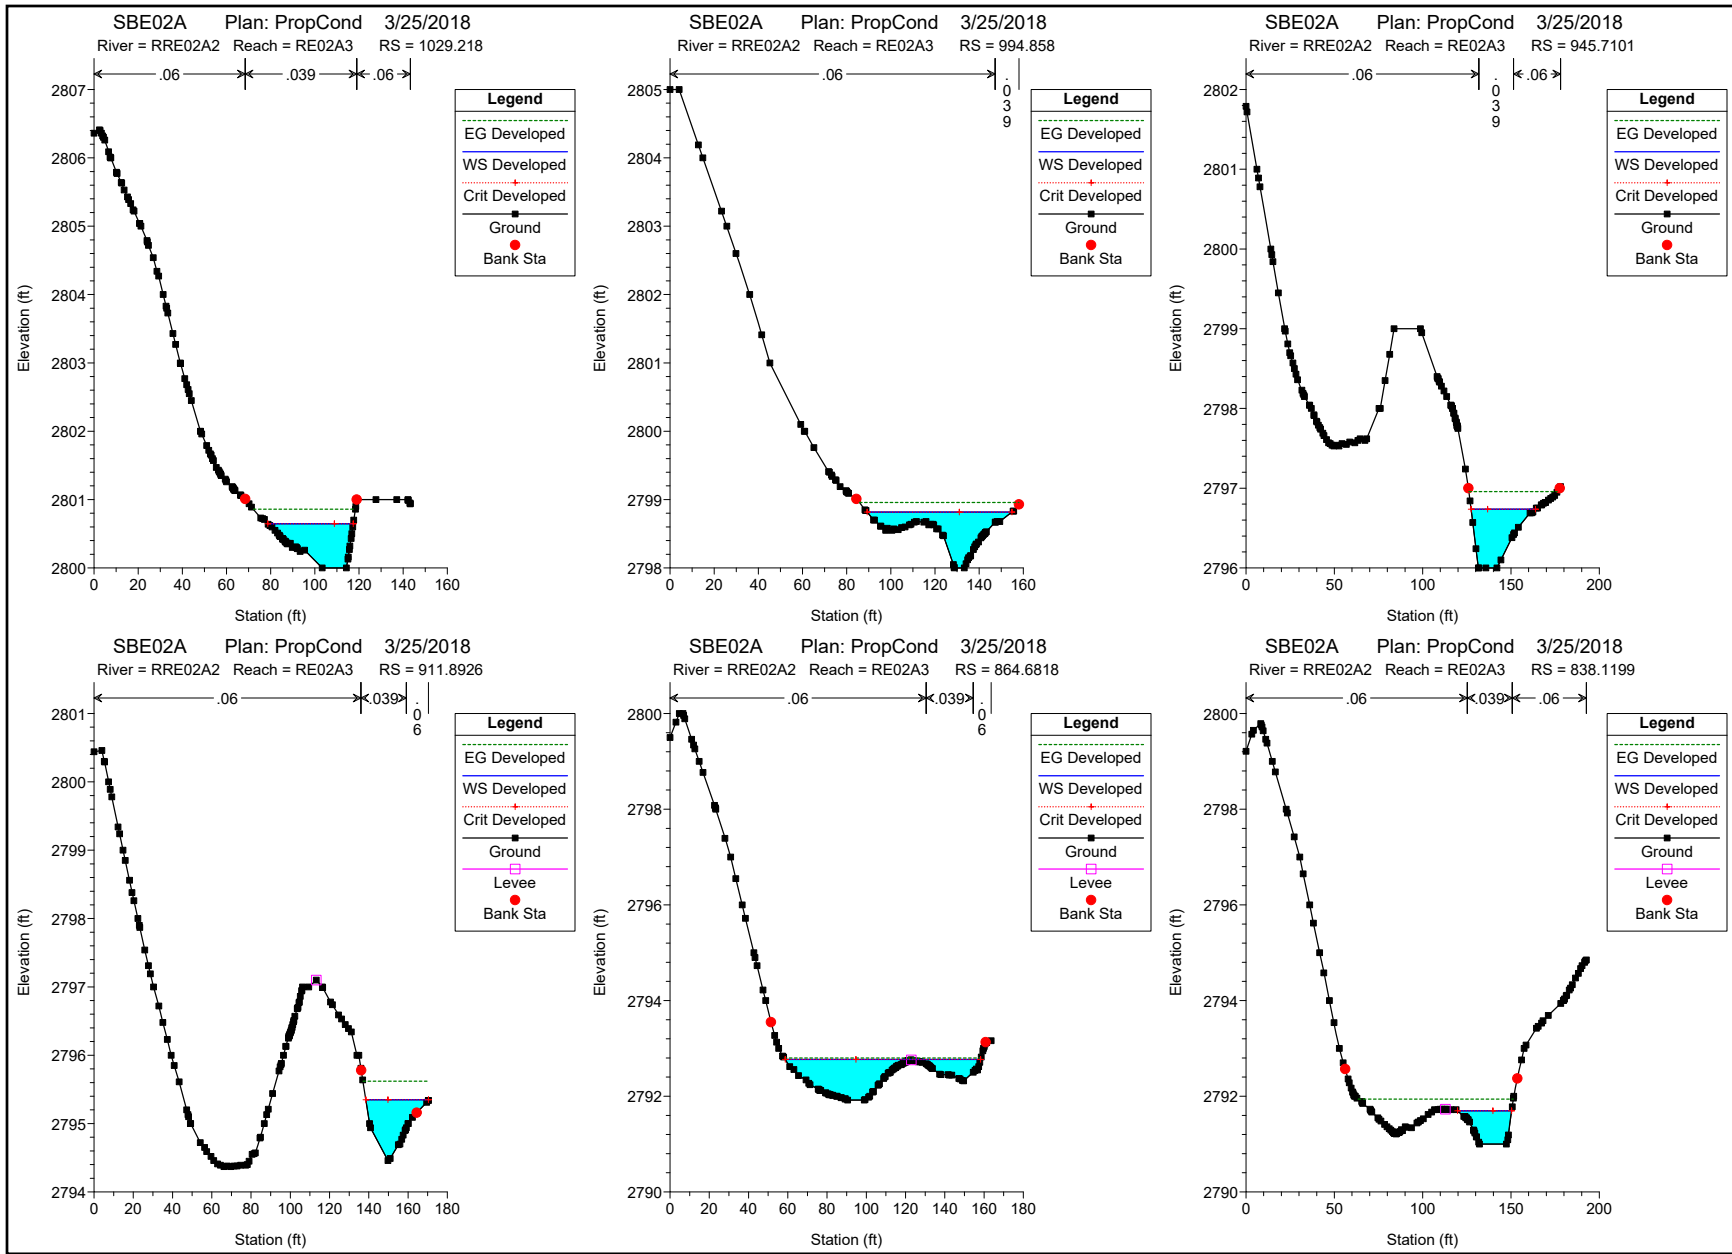 SBE02A Plan: PropCond 3/25/2018
River = RRE02A2 Reach = RE02A3 RS = 1029.218
.06 .039 .06
Legend
EG Developed
WS Developed
Crit Developed
Ground
Bank Sta
2807
2806
2805
2804
2803
2802
2801
2800
Elevation (ft)
0 20 40 60 80 100 120 140 160
Station (ft)
SBE02A Plan: PropCond 3/25/2018
River = RRE02A2 Reach = RE02A3 RS = 994.858
.06 .039
Legend
EG Developed
WS Developed
Crit Developed
Ground
Bank Sta
2805
2804
2803
2802
2801
2800
2799
2798
Elevation (ft)
0 20 40 60 80 100 120 140 160
Station (ft)
SBE02A Plan: PropCond 3/25/2018
River = RRE02A2 Reach = RE02A3 RS = 945.7101
.06 .039 .06
Legend
EG Developed
WS Developed
Crit Developed
Ground
Bank Sta
2802
2801
2800
2799
2798
2797
2796
Elevation (ft)
0 50 100 150 200
Station (ft)
SBE02A Plan: PropCond 3/25/2018
River = RRE02A2 Reach = RE02A3 RS = 911.8926
.06 .039 .06
Legend
EG Developed
WS Developed
Crit Developed
Ground
Levee
Bank Sta
2801
2800
2799
2798
2797
2796
2795
2794
Elevation (ft)
0 20 40 60 80 100 120 140 160 180
Station (ft)
SBE02A Plan: PropCond 3/25/2018
River = RRE02A2 Reach = RE02A3 RS = 864.6818
.06 .039 .06
Legend
EG Developed
WS Developed
Crit Developed
Ground
Levee
Bank Sta
2800
2798
2796
2794
2792
2790
Elevation (ft)
0 20 40 60 80 100 120 140 160 180
Station (ft)
SBE02A Plan: PropCond 3/25/2018
River = RRE02A2 Reach = RE02A3 RS = 838.1199
.06 .039 .06
Legend
EG Developed
WS Developed
Crit Developed
Ground
Levee
Bank Sta
2800
2798
2796
2794
2792
2790
Elevation (ft)
0 50 100 150 200
Station (ft)